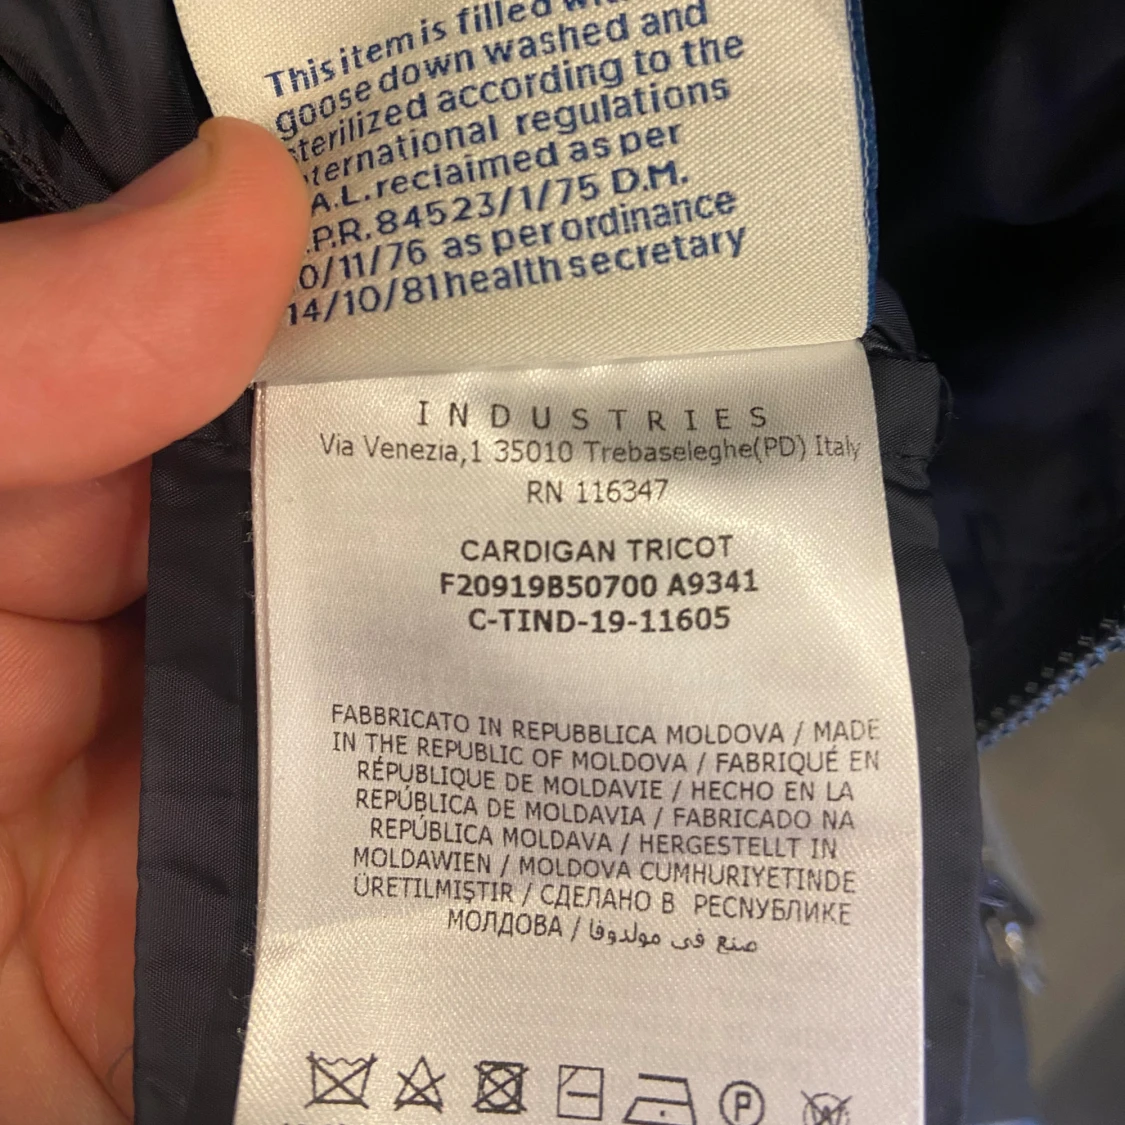 This item is filled
goose down washed and
sterilized according to the
nternational regulations
A.L.reclaimed as per
.P.R.84523/1/75 D.M.
0/11/76 as per ordinance
14/10/81 health secretary
INDUSTRIES
Via Venezia,1 35010 Trebaseleghe(PD) Italy
RN 116347
CARDIGAN TRICOT
F20919B50700 A9341
C-TIND-19-11605
FABBRICATO IN REPUBBLICA MOLDOVA / MADE
IN THE REPUBLIC OF MOLDOVA / FABRIQUÉ EN
RÉPUBLIQUE DE MOLDAVIE / HECHO EN LA
REPÚBLICA DE MOLDAVIA / FABRICADO NA
REPÚBLICA MOLDAVA / HERGESTELLT IN
MOLDAWIEN / MOLDOVA CUMHURIYETINDE
ÜRETILMIŞTIR / СДЕЛАНО В РЕСПУБЛИКЕ
МОЛДОВА / صنع في مولدوفا
P
W